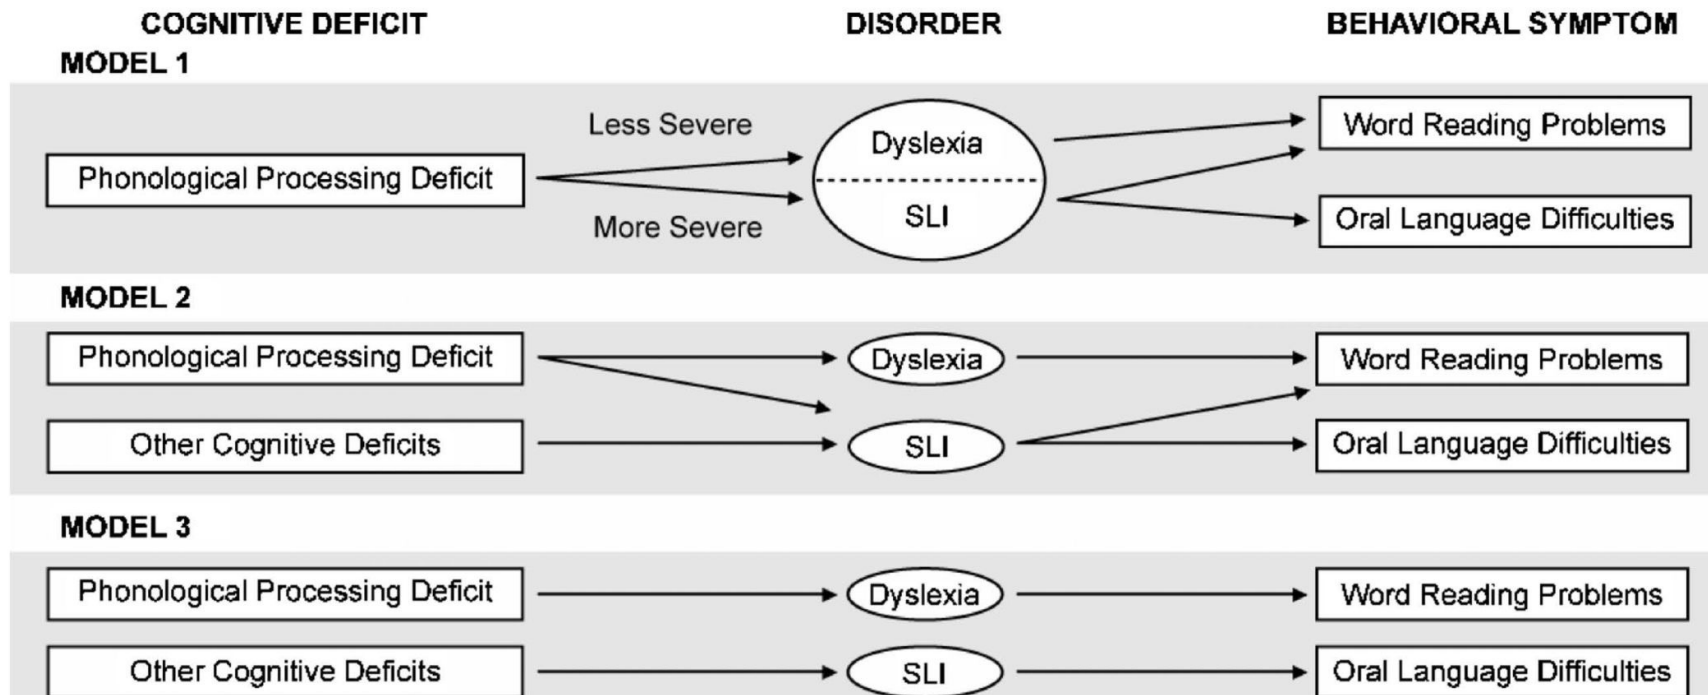 COGNITIVE DEFICIT DISORDER BEHAVIORAL SYMPTOM
MODEL 1
Less Severe
Phonological Processing Deficit
More Severe
Dyslexia
SLI
Word Reading Problems
Oral Language Difficulties
MODEL 2
Phonological Processing Deficit
Dyslexia
Word Reading Problems
Other Cognitive Deficits
SLI
Oral Language Difficulties
MODEL 3
Phonological Processing Deficit
Dyslexia
Word Reading Problems
Other Cognitive Deficits
SLI
Oral Language Difficulties